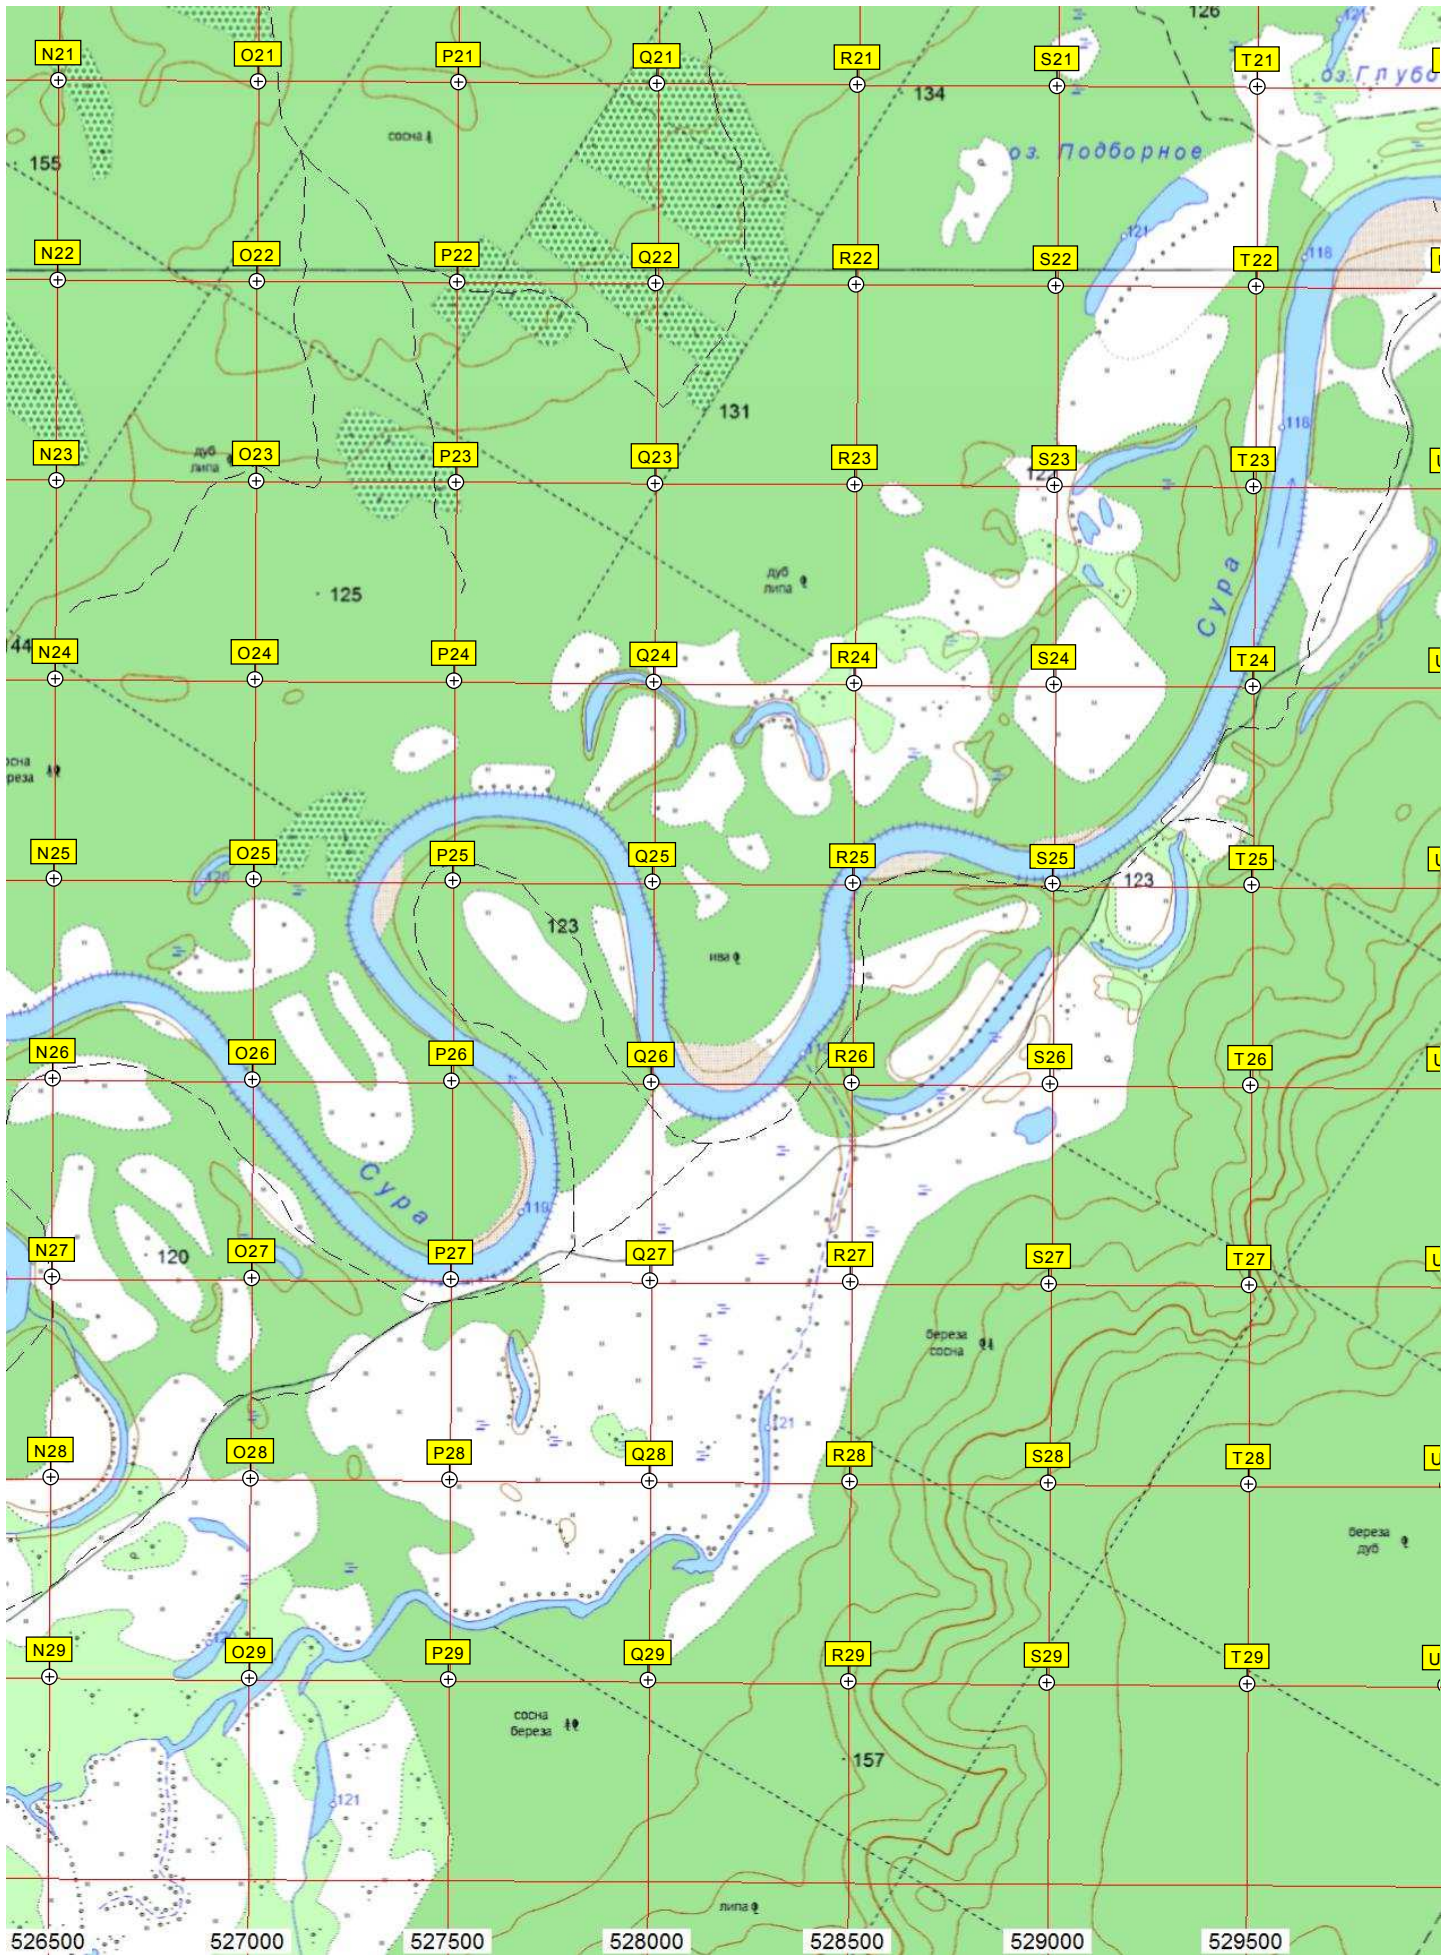 126
121
N21 O21 P21 Q21 R21 S21 T21
оз. Глубо
134
сосна
155
оз. Подборное
121
118
N22 O22 P22 Q22 R22 S22 T22
131
118
дуб
липа
N23 O23 P23 Q23 R23 S23 T23
дуб
липа
125
Сура
144
N24 O24 P24 Q24 R24 S24 T24
N25 O25 P25 Q25 R25 S25 T25
120
123
123
ива
N26 O26 P26 Q26 R26 S26 T26
Сура
119
120
N27 O27 P27 Q27 R27 S27 T27
береза
сосна
121
N28 O28 P28 Q28 R28 S28 T28
береза
дуб
N29 O29 P29 Q29 R29 S29 T29
сосна
береза
157
121
липа
526500 527000 527500 528000 528500 529000 529500